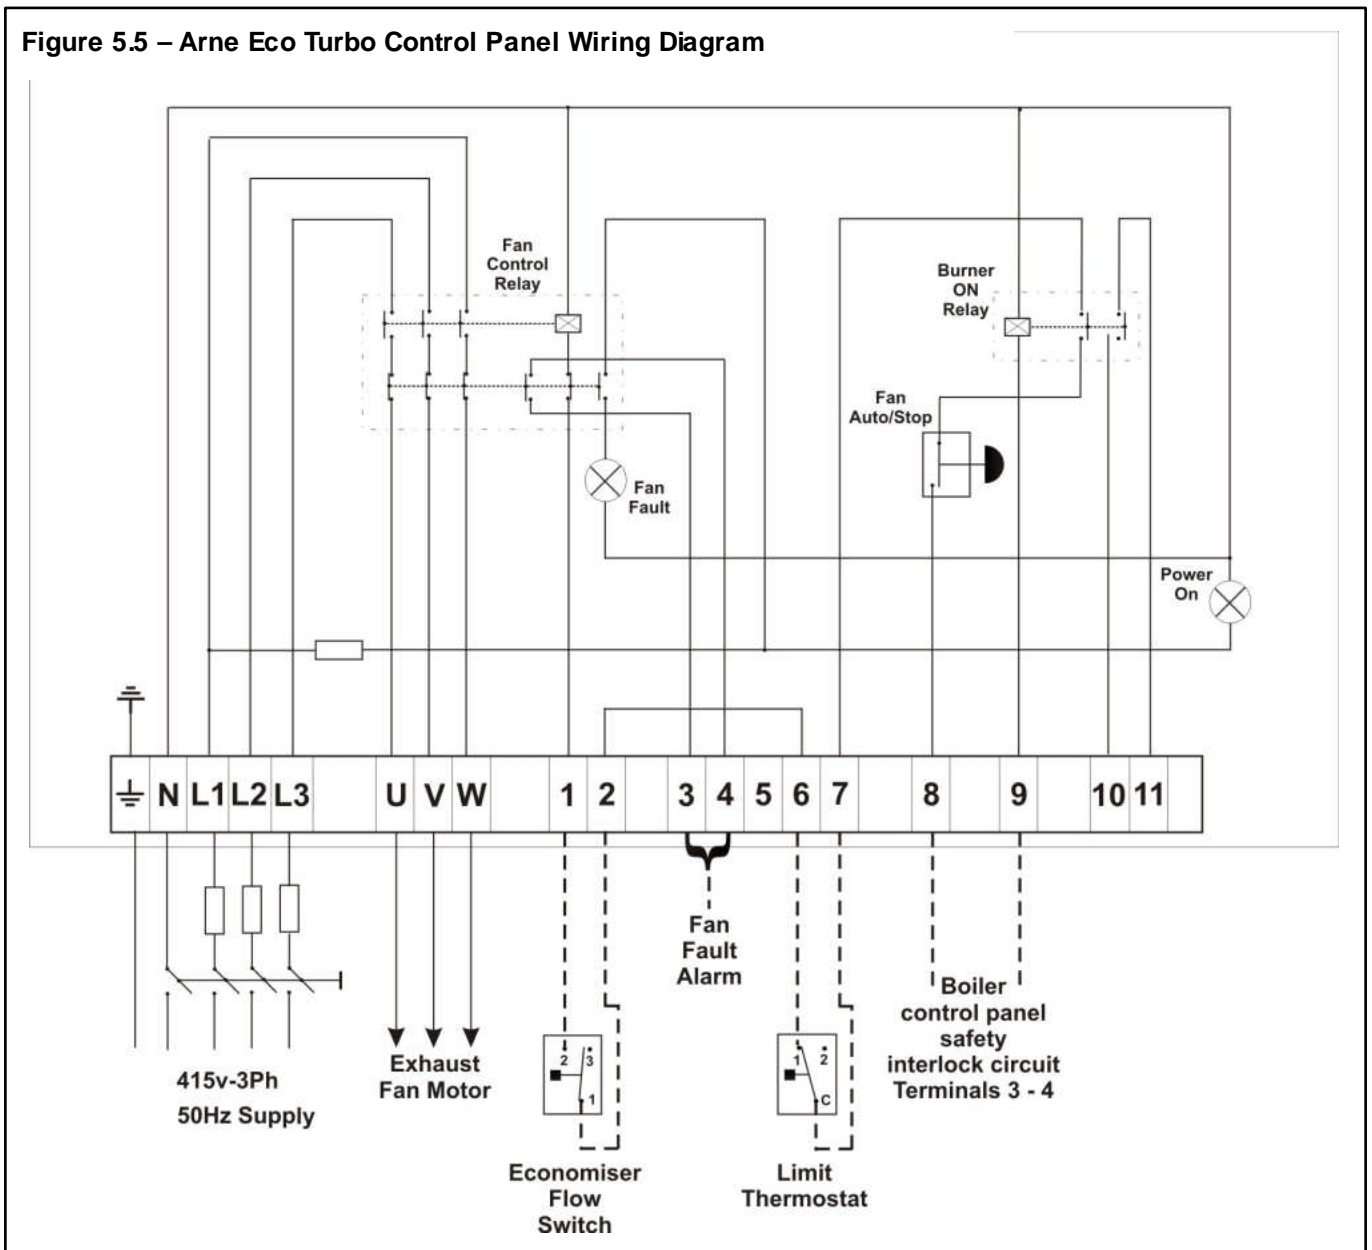 Figure 5.5 – Arne Eco Turbo Control Panel Wiring Diagram
Fan
Control
Relay
Burner
ON
Relay
Fan
Auto/Stop
Fan
Fault
Power
On
N L1 L2 L3 U V W 1 2 3 4 5 6 7 8 9 10 11
2 3
1
1 2
C
415v-3Ph
50Hz Supply
Exhaust
Fan Motor
Fan
Fault
Alarm
Boiler
control panel
safety
interlock circuit
Terminals 3 - 4
Economiser
Flow
Switch
Limit
Thermostat